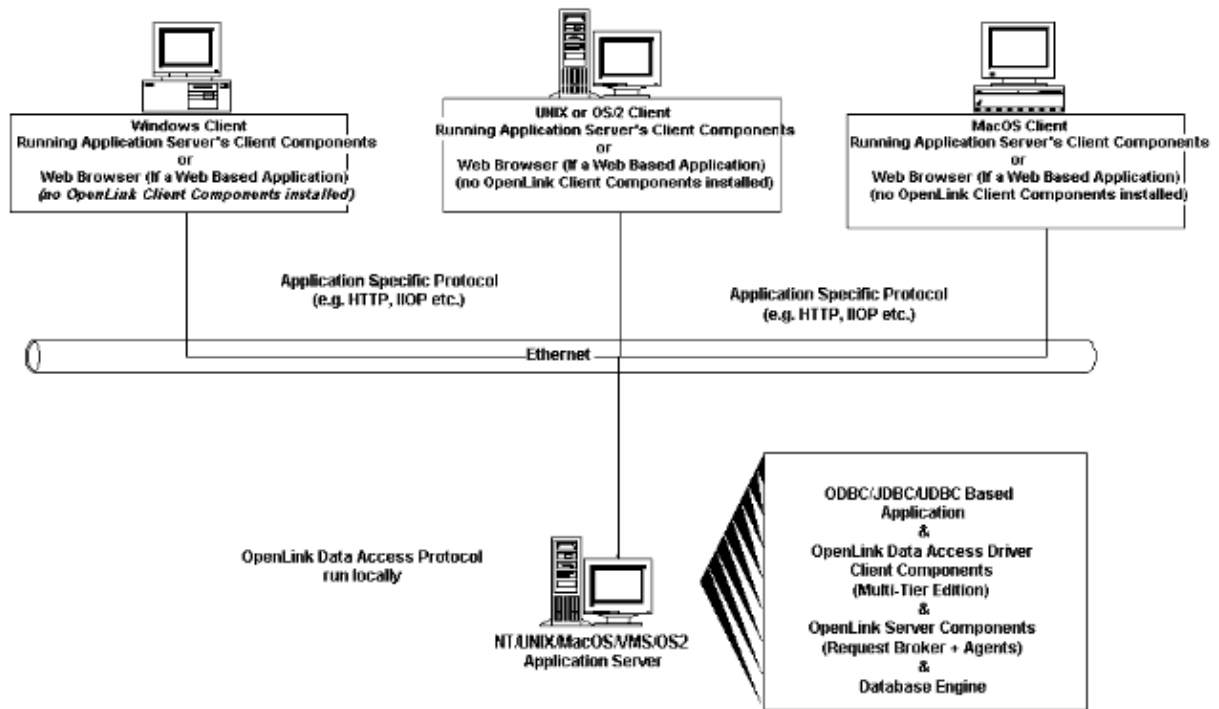 Windows Client
Running Application Server's Client Components
or
Web Browser (If a Web Based Application)
(no OpenLink Client Components installed)
UNIX or OS/2 Client
Running Application Server's Client Components
or
Web Browser (If a Web Based Application)
(no OpenLink Client Components installed)
MacOS Client
Running Application Server's Client Components
or
Web Browser (If a Web Based Application)
(no OpenLink Client Components installed)
Application Specific Protocol
(e.g. HTTP, IIOP etc.)
Application Specific Protocol
(e.g. HTTP, IIOP etc.)
Ethernet
OpenLink Data Access Protocol
run locally
NT/UNIX/MacOS/VMS/OS2
Application Server
ODBC/JDBC/UDBC Based
Application
&
OpenLink Data Access Driver
Client Components
(Multi-Tier Edition)
&
OpenLink Server Components
(Request Broker + Agents)
&
Database Engine